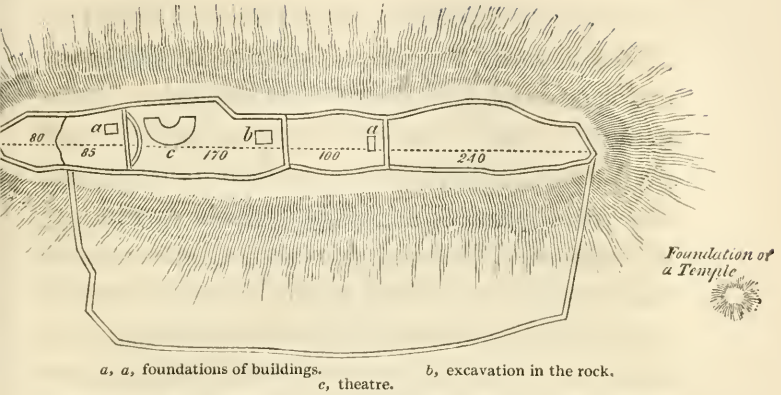 80
a
85
c
170
b
100
a
240
Foundation of
a Temple
a, a, foundations of buildings. b, excavation in the rock.
c, theatre.